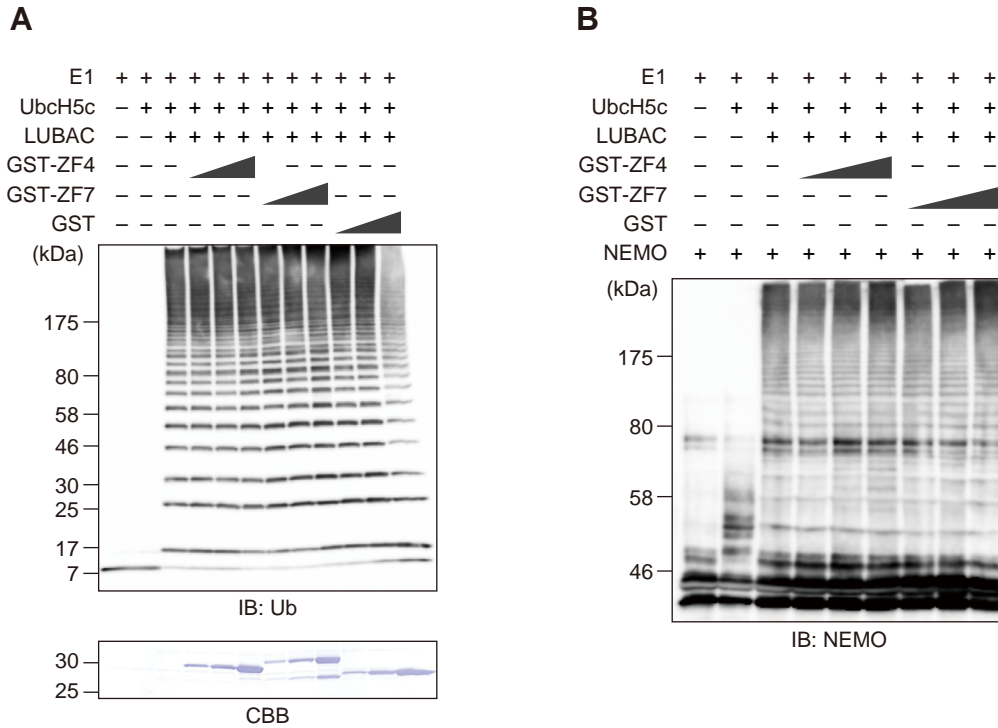 A
E1 + + + + + + + + + + + +
UbcH5c – + + + + + + + + + + +
LUBAC – – + + + + + + + + + +
GST-ZF4 – – – – – – – – –
GST-ZF7 – – – – – – – – –
GST – – – – – – – – –
(kDa)
175
80
58
46
30
25
17
7
IB: Ub
30
25
CBB
B
E1 + + + + + + + + +
UbcH5c – + + + + + + + +
LUBAC – – + + + + + + +
GST-ZF4 – – – – – –
GST-ZF7 – – – – – –
GST – – – – – – – – –
NEMO + + + + + + + + +
(kDa)
175
80
58
46
IB: NEMO